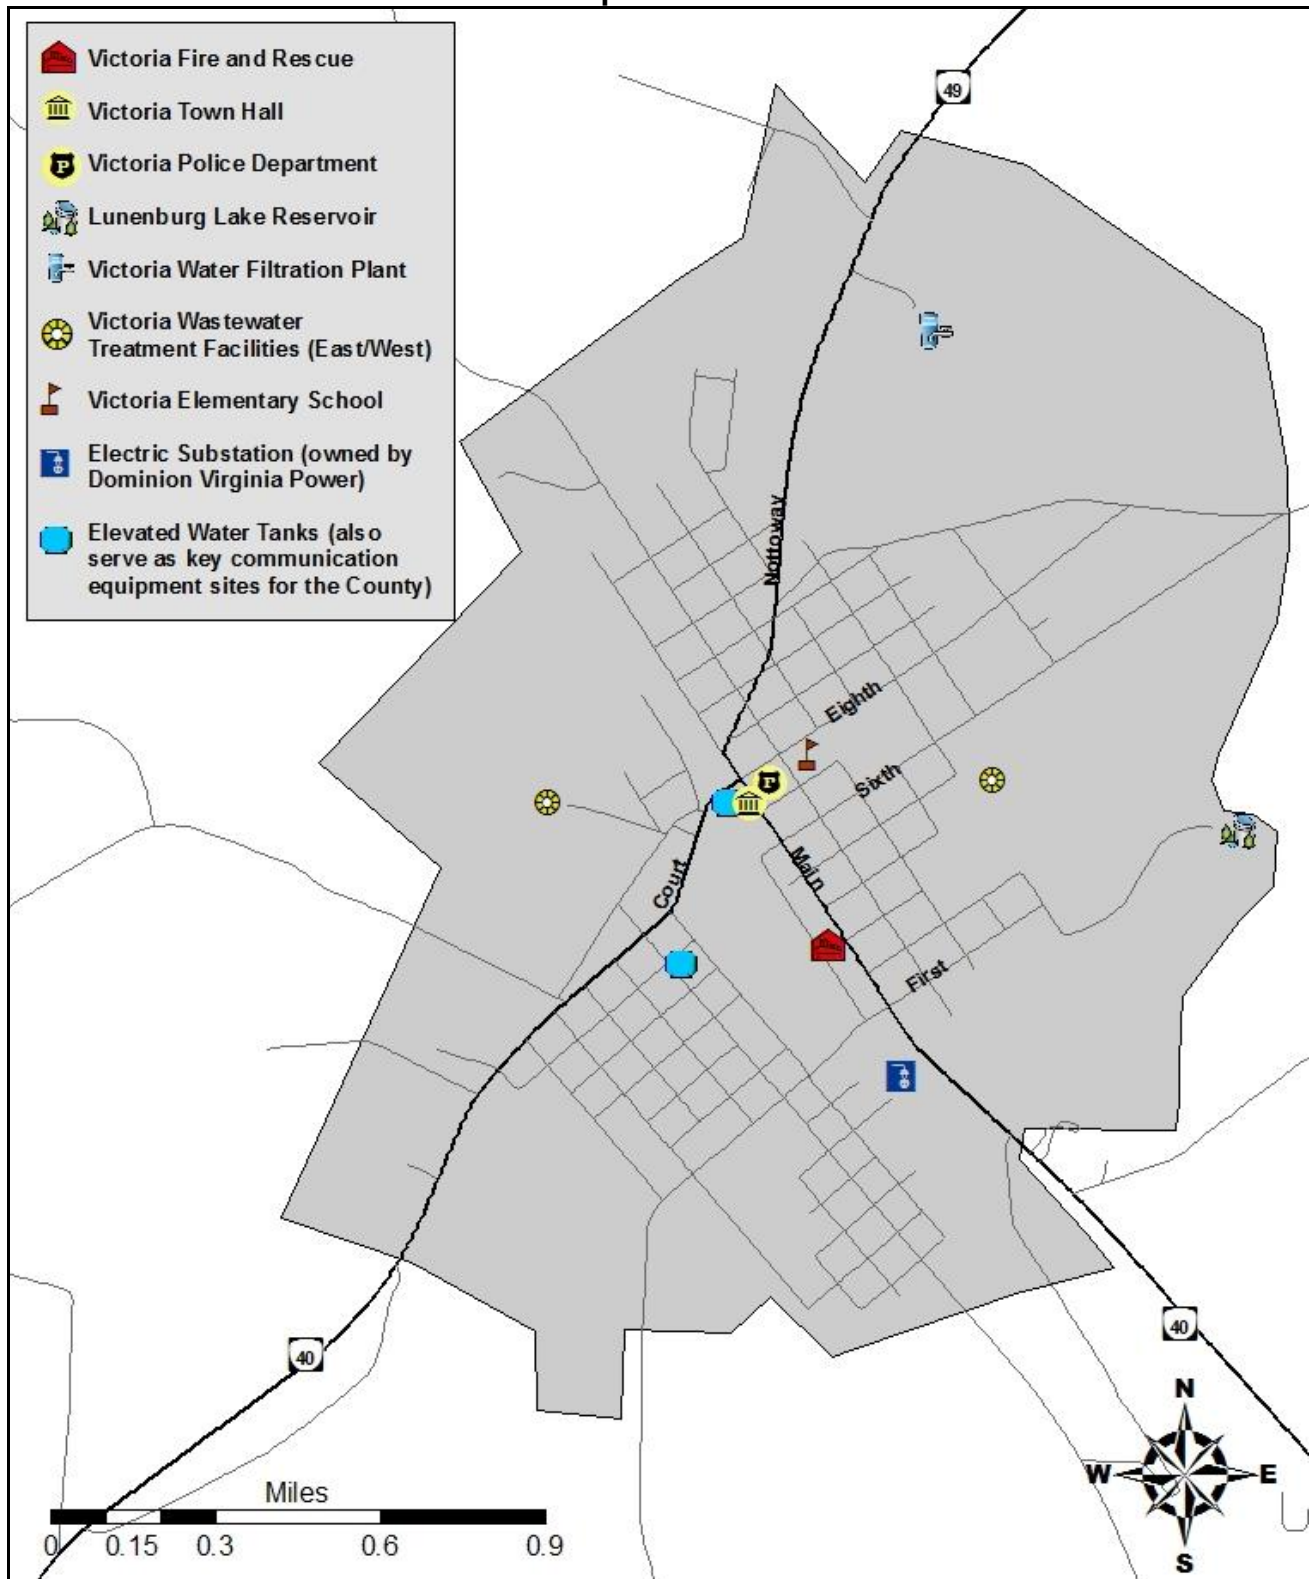 Victoria Fire and Rescue
Victoria Town Hall
P
Victoria Police Department
Lunenburg Lake Reservoir
Victoria Water Filtration Plant
Victoria Wastewater
Treatment Facilities (East/West)
Victoria Elementary School
Electric Substation (owned by
Dominion Virginia Power)
Elevated Water Tanks (also
serve as key communication
equipment sites for the County)
49
Nottoway
Eighth
P
Sixth
Main
Court
First
40
40
N
W
E
S
Miles
0 0.15 0.3 0.6 0.9